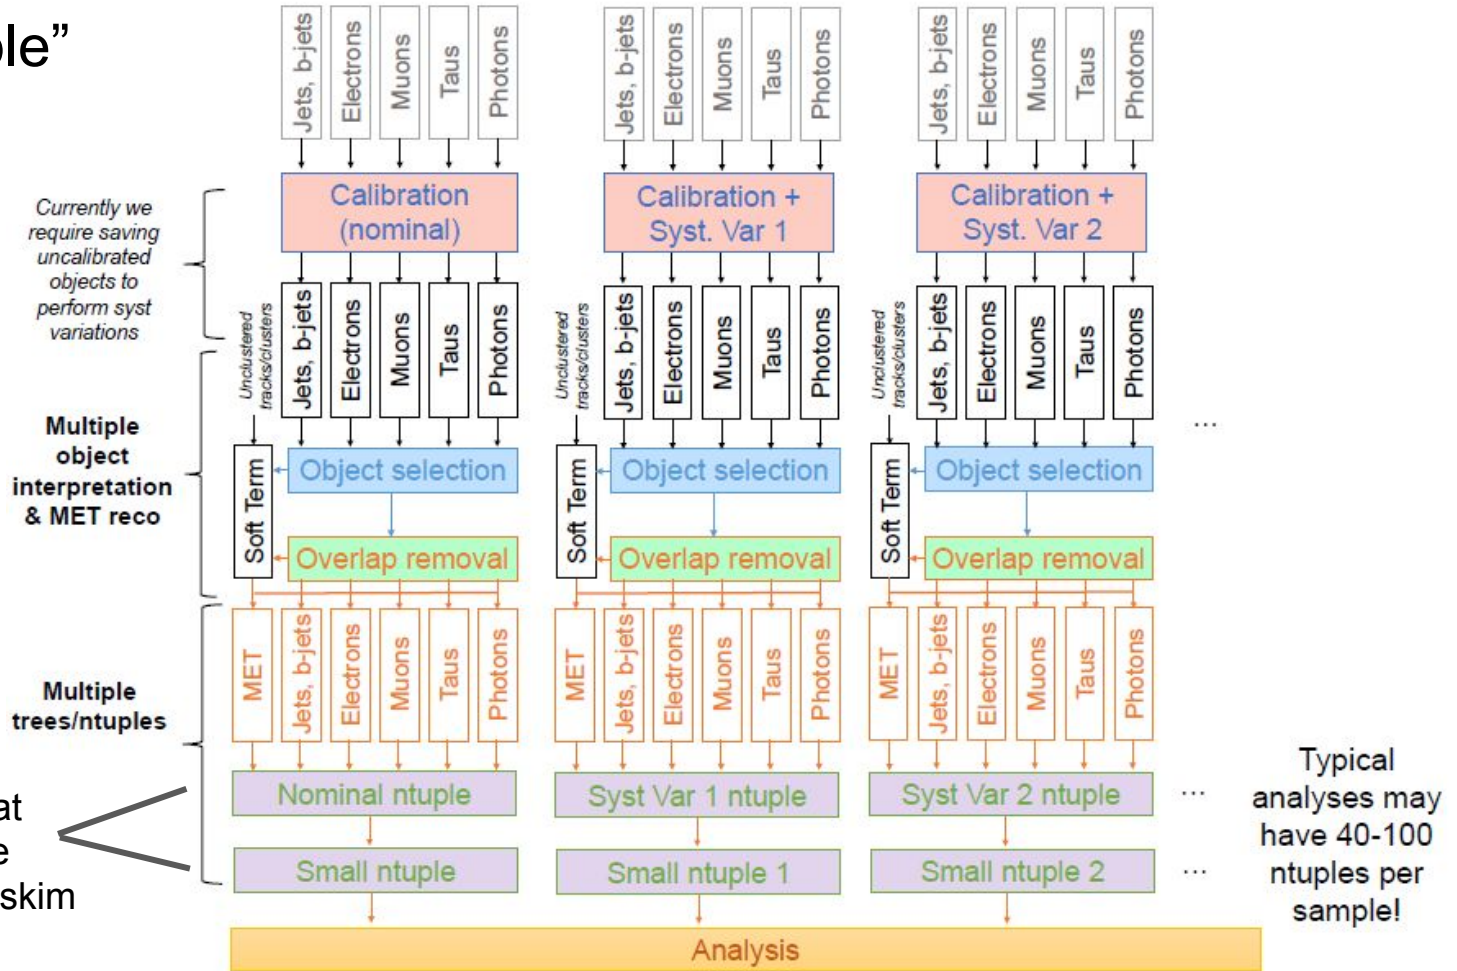 ple”
Jets, b-jets
Electrons
Muons
Taus
Photons
Jets, b-jets
Electrons
Muons
Taus
Photons
Jets, b-jets
Electrons
Muons
Taus
Photons
Currently we
require saving
uncalibrated
objects to
perform syst
variations
Calibration
(nominal)
Calibration +
Syst. Var 1
Calibration +
Syst. Var 2
Unclustered
tracks/clusters
Jets, b-jets
Electrons
Muons
Taus
Photons
Unclustered
tracks/clusters
Jets, b-jets
Electrons
Muons
Taus
Photons
Unclustered
tracks/clusters
Jets, b-jets
Electrons
Muons
Taus
Photons
...
Multiple
object
interpretation
& MET reco
Soft Term
Object selection
Overlap removal
Soft Term
Object selection
Overlap removal
Soft Term
Object selection
Overlap removal
Multiple
trees/ntuples
MET
Jets, b-jets
Electrons
Muons
Taus
Photons
MET
Jets, b-jets
Electrons
Muons
Taus
Photons
MET
Jets, b-jets
Electrons
Muons
Taus
Photons
at
e
skim
Nominal ntuple
Syst Var 1 ntuple
Syst Var 2 ntuple
...
Small ntuple
Small ntuple 1
Small ntuple 2
...
Typical
analyses may
have 40-100
ntuples per
sample!
Analysis